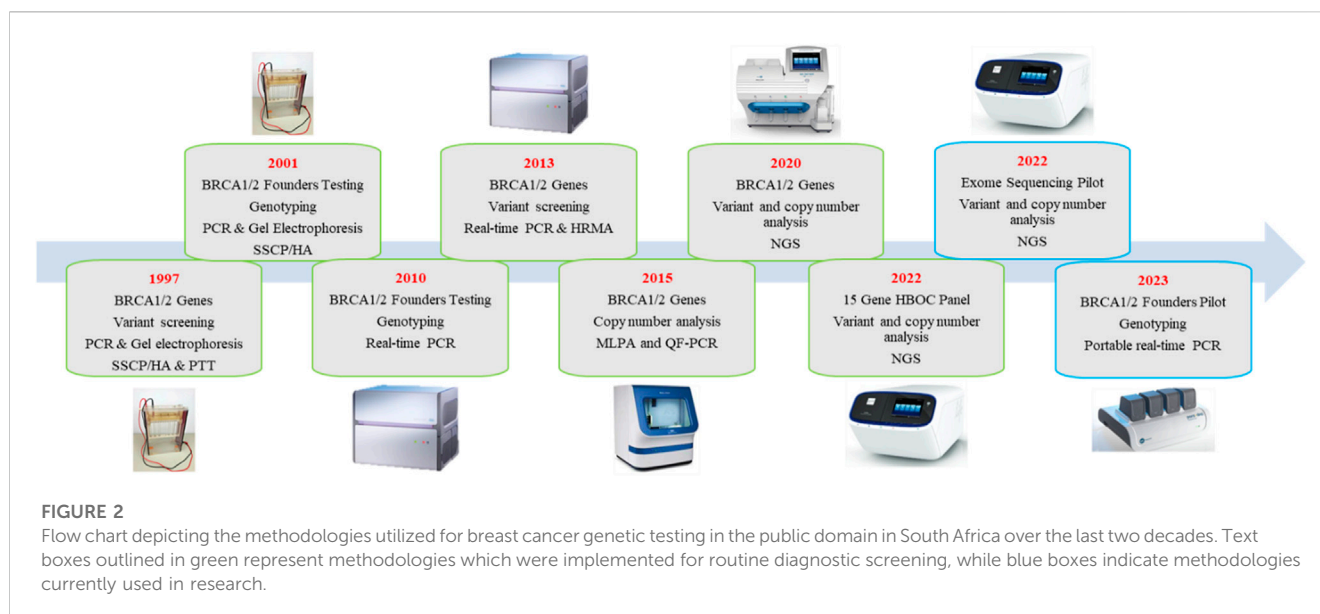 2001
BRCA1/2 Founders Testing
Genotyping
PCR & Gel Electrophoresis
SSCP/HA
2013
BRCA1/2 Genes
Variant screening
Real-time PCR & HRMA
2020
BRCA1/2 Genes
Variant and copy number
analysis
NGS
2022
Exome Sequencing Pilot
Variant and copy number
analysis
NGS
1997
BRCA1/2 Genes
Variant screening
PCR & Gel electrophoresis
SSCP/HA & PTT
2010
BRCA1/2 Founders Testing
Genotyping
Real-time PCR
2015
BRCA1/2 Genes
Copy number analysis
MLPA and QF-PCR
2022
15 Gene HBOC Panel
Variant and copy number
analysis
NGS
2023
BRCA1/2 Founders Pilot
Genotyping
Portable real-time PCR
FIGURE 2
Flow chart depicting the methodologies utilized for breast cancer genetic testing in the public domain in South Africa over the last two decades. Text
boxes outlined in green represent methodologies which were implemented for routine diagnostic screening, while blue boxes indicate methodologies
currently used in research.